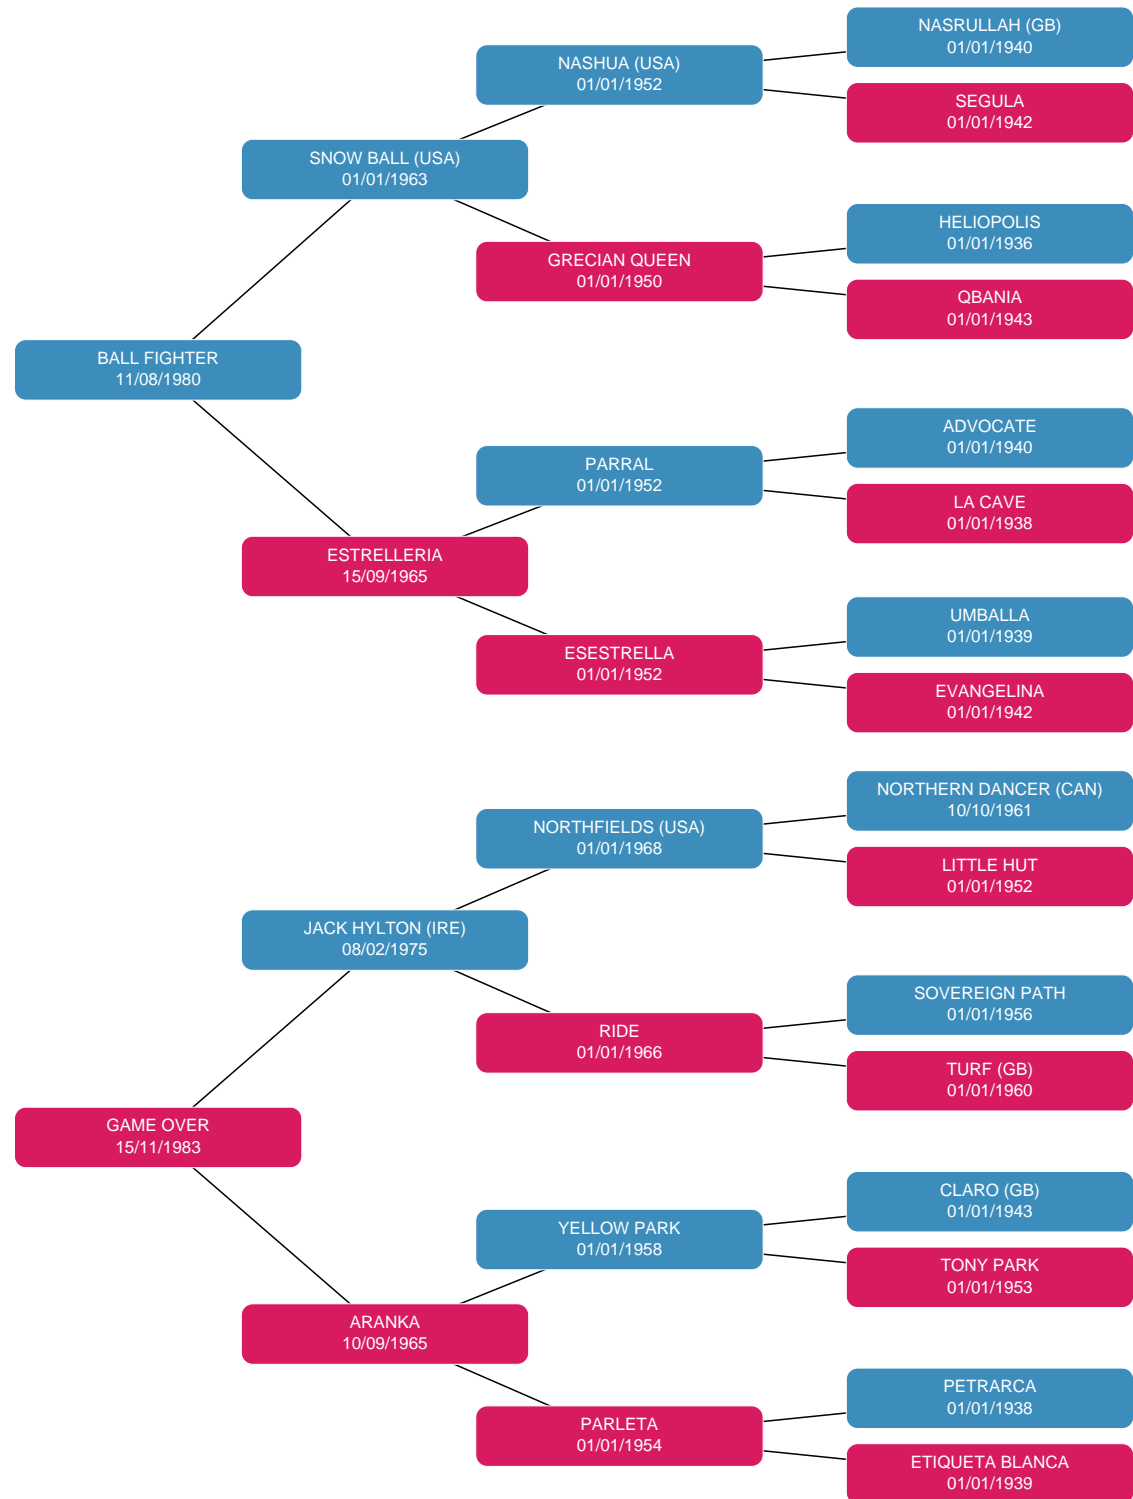 NASRULLAH (GB)
01/01/1940
NASHUA (USA)
01/01/1952
SEGULA
01/01/1942
SNOW BALL (USA)
01/01/1963
HELIOPOLIS
01/01/1936
GRECIAN QUEEN
01/01/1950
QBANIA
01/01/1943
BALL FIGHTER
11/08/1980
ADVOCATE
01/01/1940
PARRAL
01/01/1952
LA CAVE
01/01/1938
ESTRELLERIA
15/09/1965
UMBALLA
01/01/1939
ESESTRELLA
01/01/1952
EVANGELINA
01/01/1942
NORTHERN DANCER (CAN)
10/10/1961
NORTHFIELDS (USA)
01/01/1968
LITTLE HUT
01/01/1952
JACK HYLTON (IRE)
08/02/1975
SOVEREIGN PATH
01/01/1956
RIDE
01/01/1966
TURF (GB)
01/01/1960
GAME OVER
15/11/1983
CLARO (GB)
01/01/1943
YELLOW PARK
01/01/1958
TONY PARK
01/01/1953
ARANKA
10/09/1965
PETRARCA
01/01/1938
PARLETA
01/01/1954
ETIQUETA BLANCA
01/01/1939